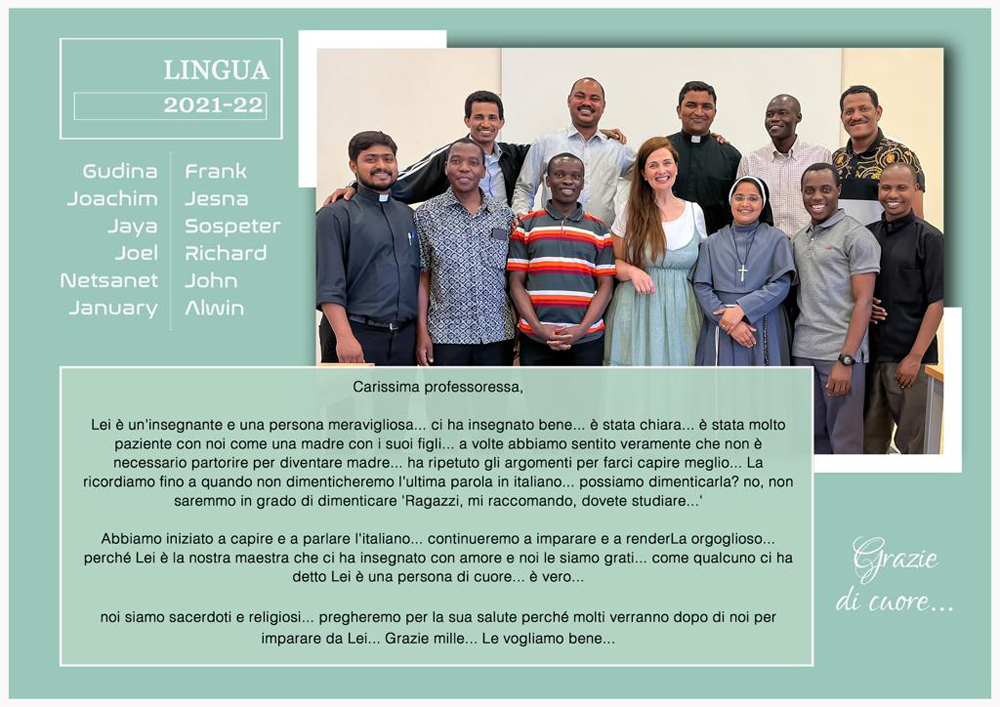 LINGUA
2021-22
Gudina
Joachim
Jaya
Joel
Netsanet
January
Frank
Jesna
Sospeter
Richard
John
Alwin
Carissima professoressa,
Lei è un'insegnante e una persona meravigliosa... ci ha insegnato bene... è stata chiara... è stata molto
paziente con noi come una madre con i suoi figli... a volte abbiamo sentito veramente che non è
necessario partorire per diventare madre... ha ripetuto gli argomenti per farci capire meglio... La
ricordiamo fino a quando non dimenticheremo l'ultima parola in italiano... possiamo dimenticarla? no, non
saremmo in grado di dimenticare 'Ragazzi, mi raccomando, dovete studiare...'
Abbiamo iniziato a capire e a parlare l'italiano... continueremo a imparare e a renderLa orgoglioso...
perché Lei è la nostra maestra che ci ha insegnato con amore e noi le siamo grati... come qualcuno ci ha
detto Lei è una persona di cuore... è vero...
noi siamo sacerdoti e religiosi... pregheremo per la sua salute perché molti verranno dopo di noi per
imparare da Lei... Grazie mille... Le vogliamo bene...
Grazie
di cuore...